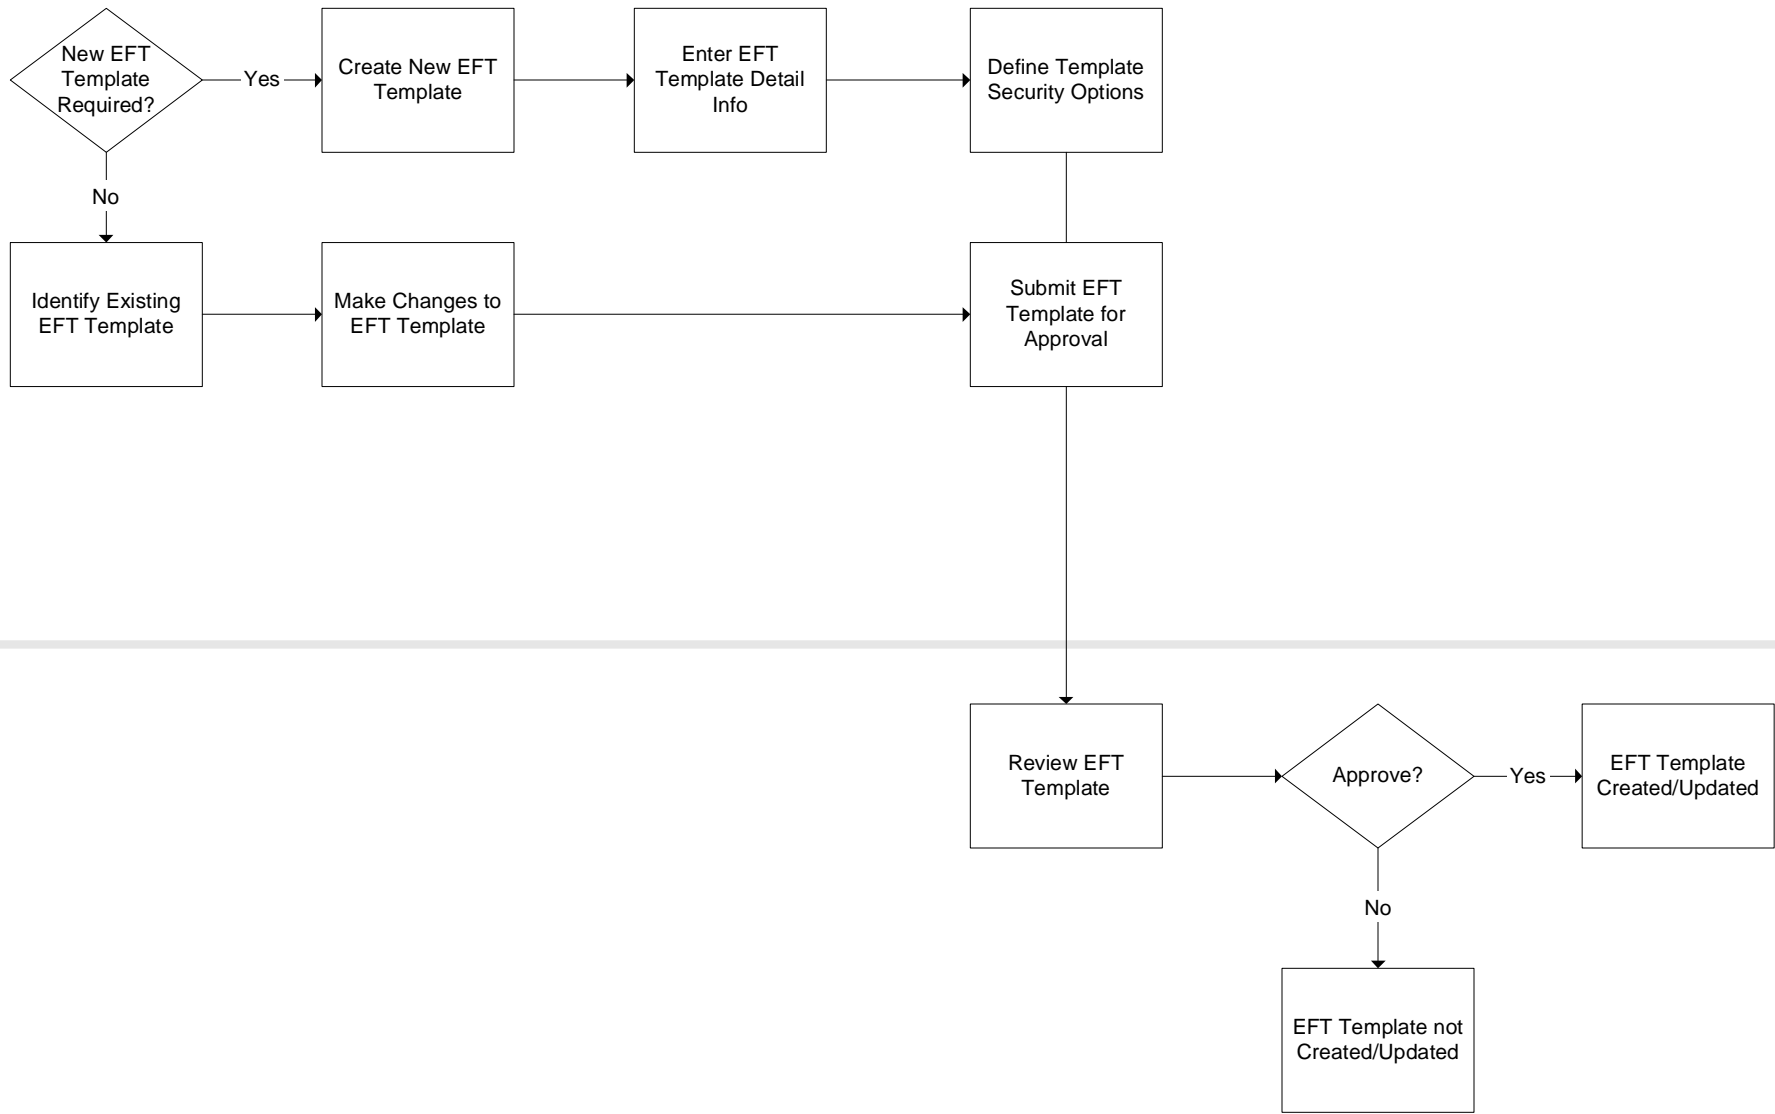 New EFT
Template
Required?
Yes
Create New EFT
Template
Enter EFT
Template Detail
Info
Define Template
Security Options
No
Identify Existing
EFT Template
Make Changes to
EFT Template
Submit EFT
Template for
Approval
Review EFT
Template
Approve?
Yes
EFT Template
Created/Updated
No
EFT Template not
Created/Updated